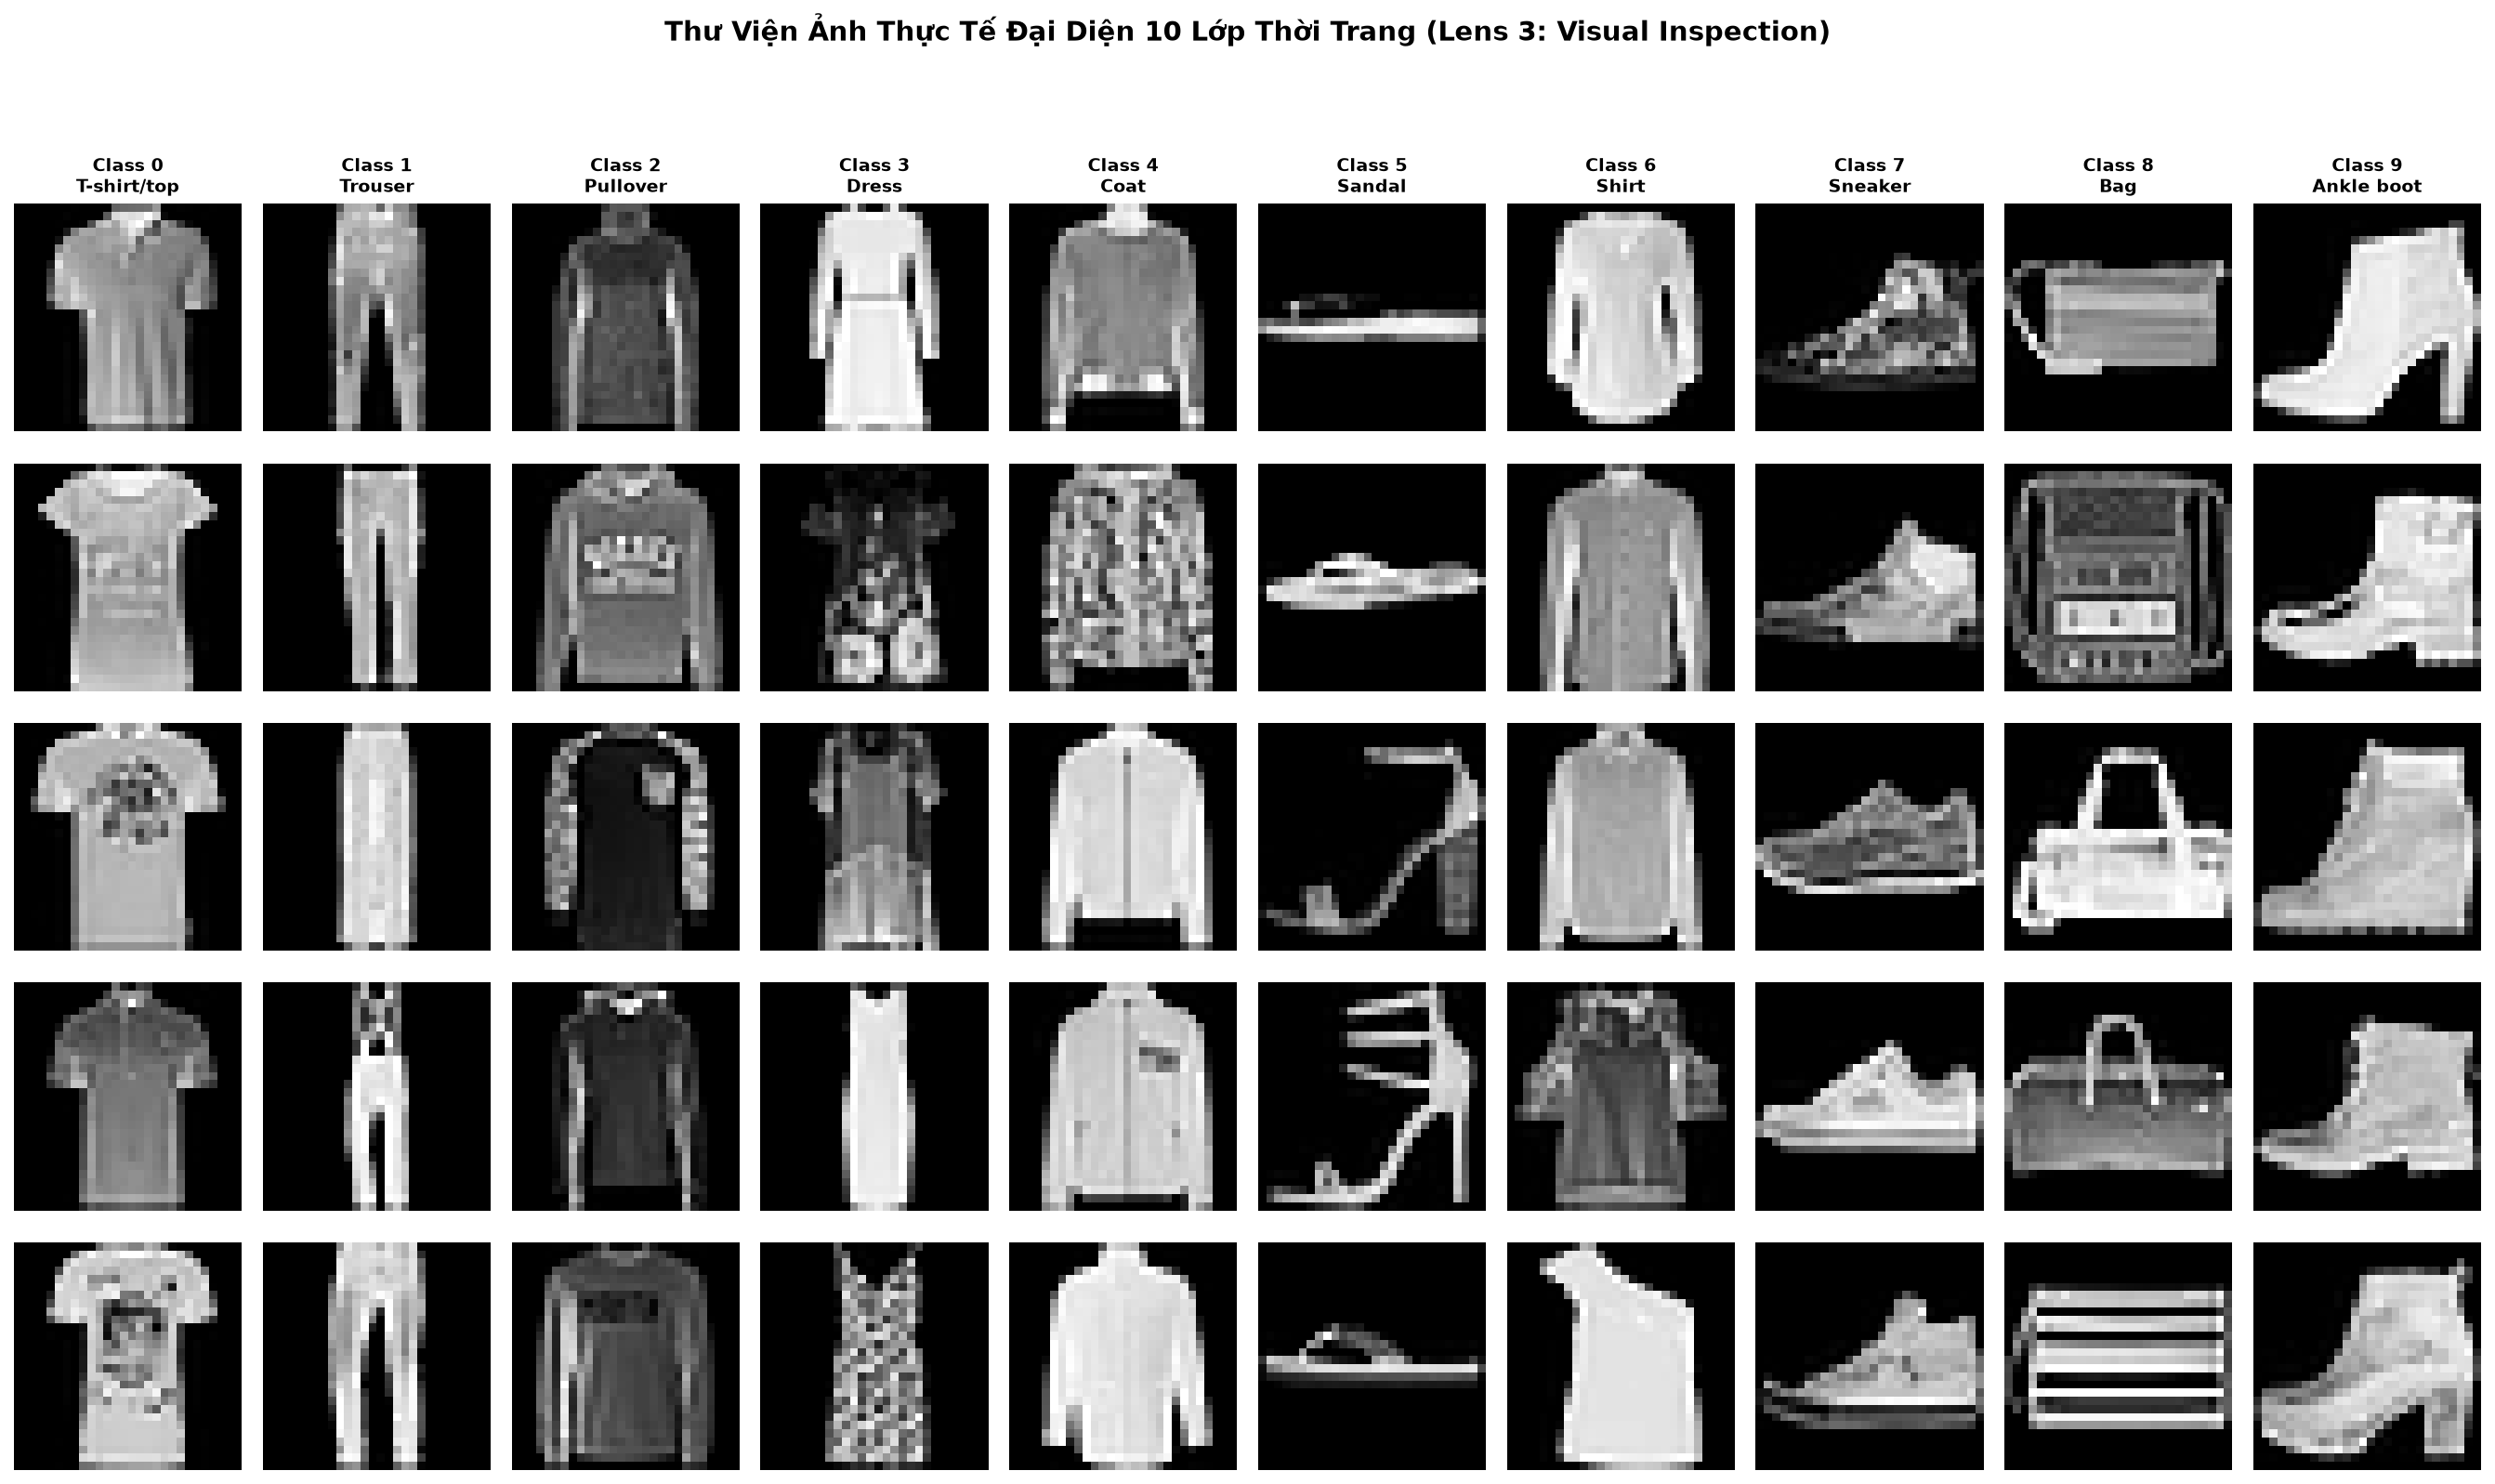 Thư Viện Ảnh Thực Tế Đại Diện 10 Lớp Thời Trang (Lens 3: Visual Inspection)
Class 0
T-shirt/top
Class 1
Trouser
Class 2
Pullover
Class 3
Dress
Class 4
Coat
Class 5
Sandal
Class 6
Shirt
Class 7
Sneaker
Class 8
Bag
Class 9
Ankle boot